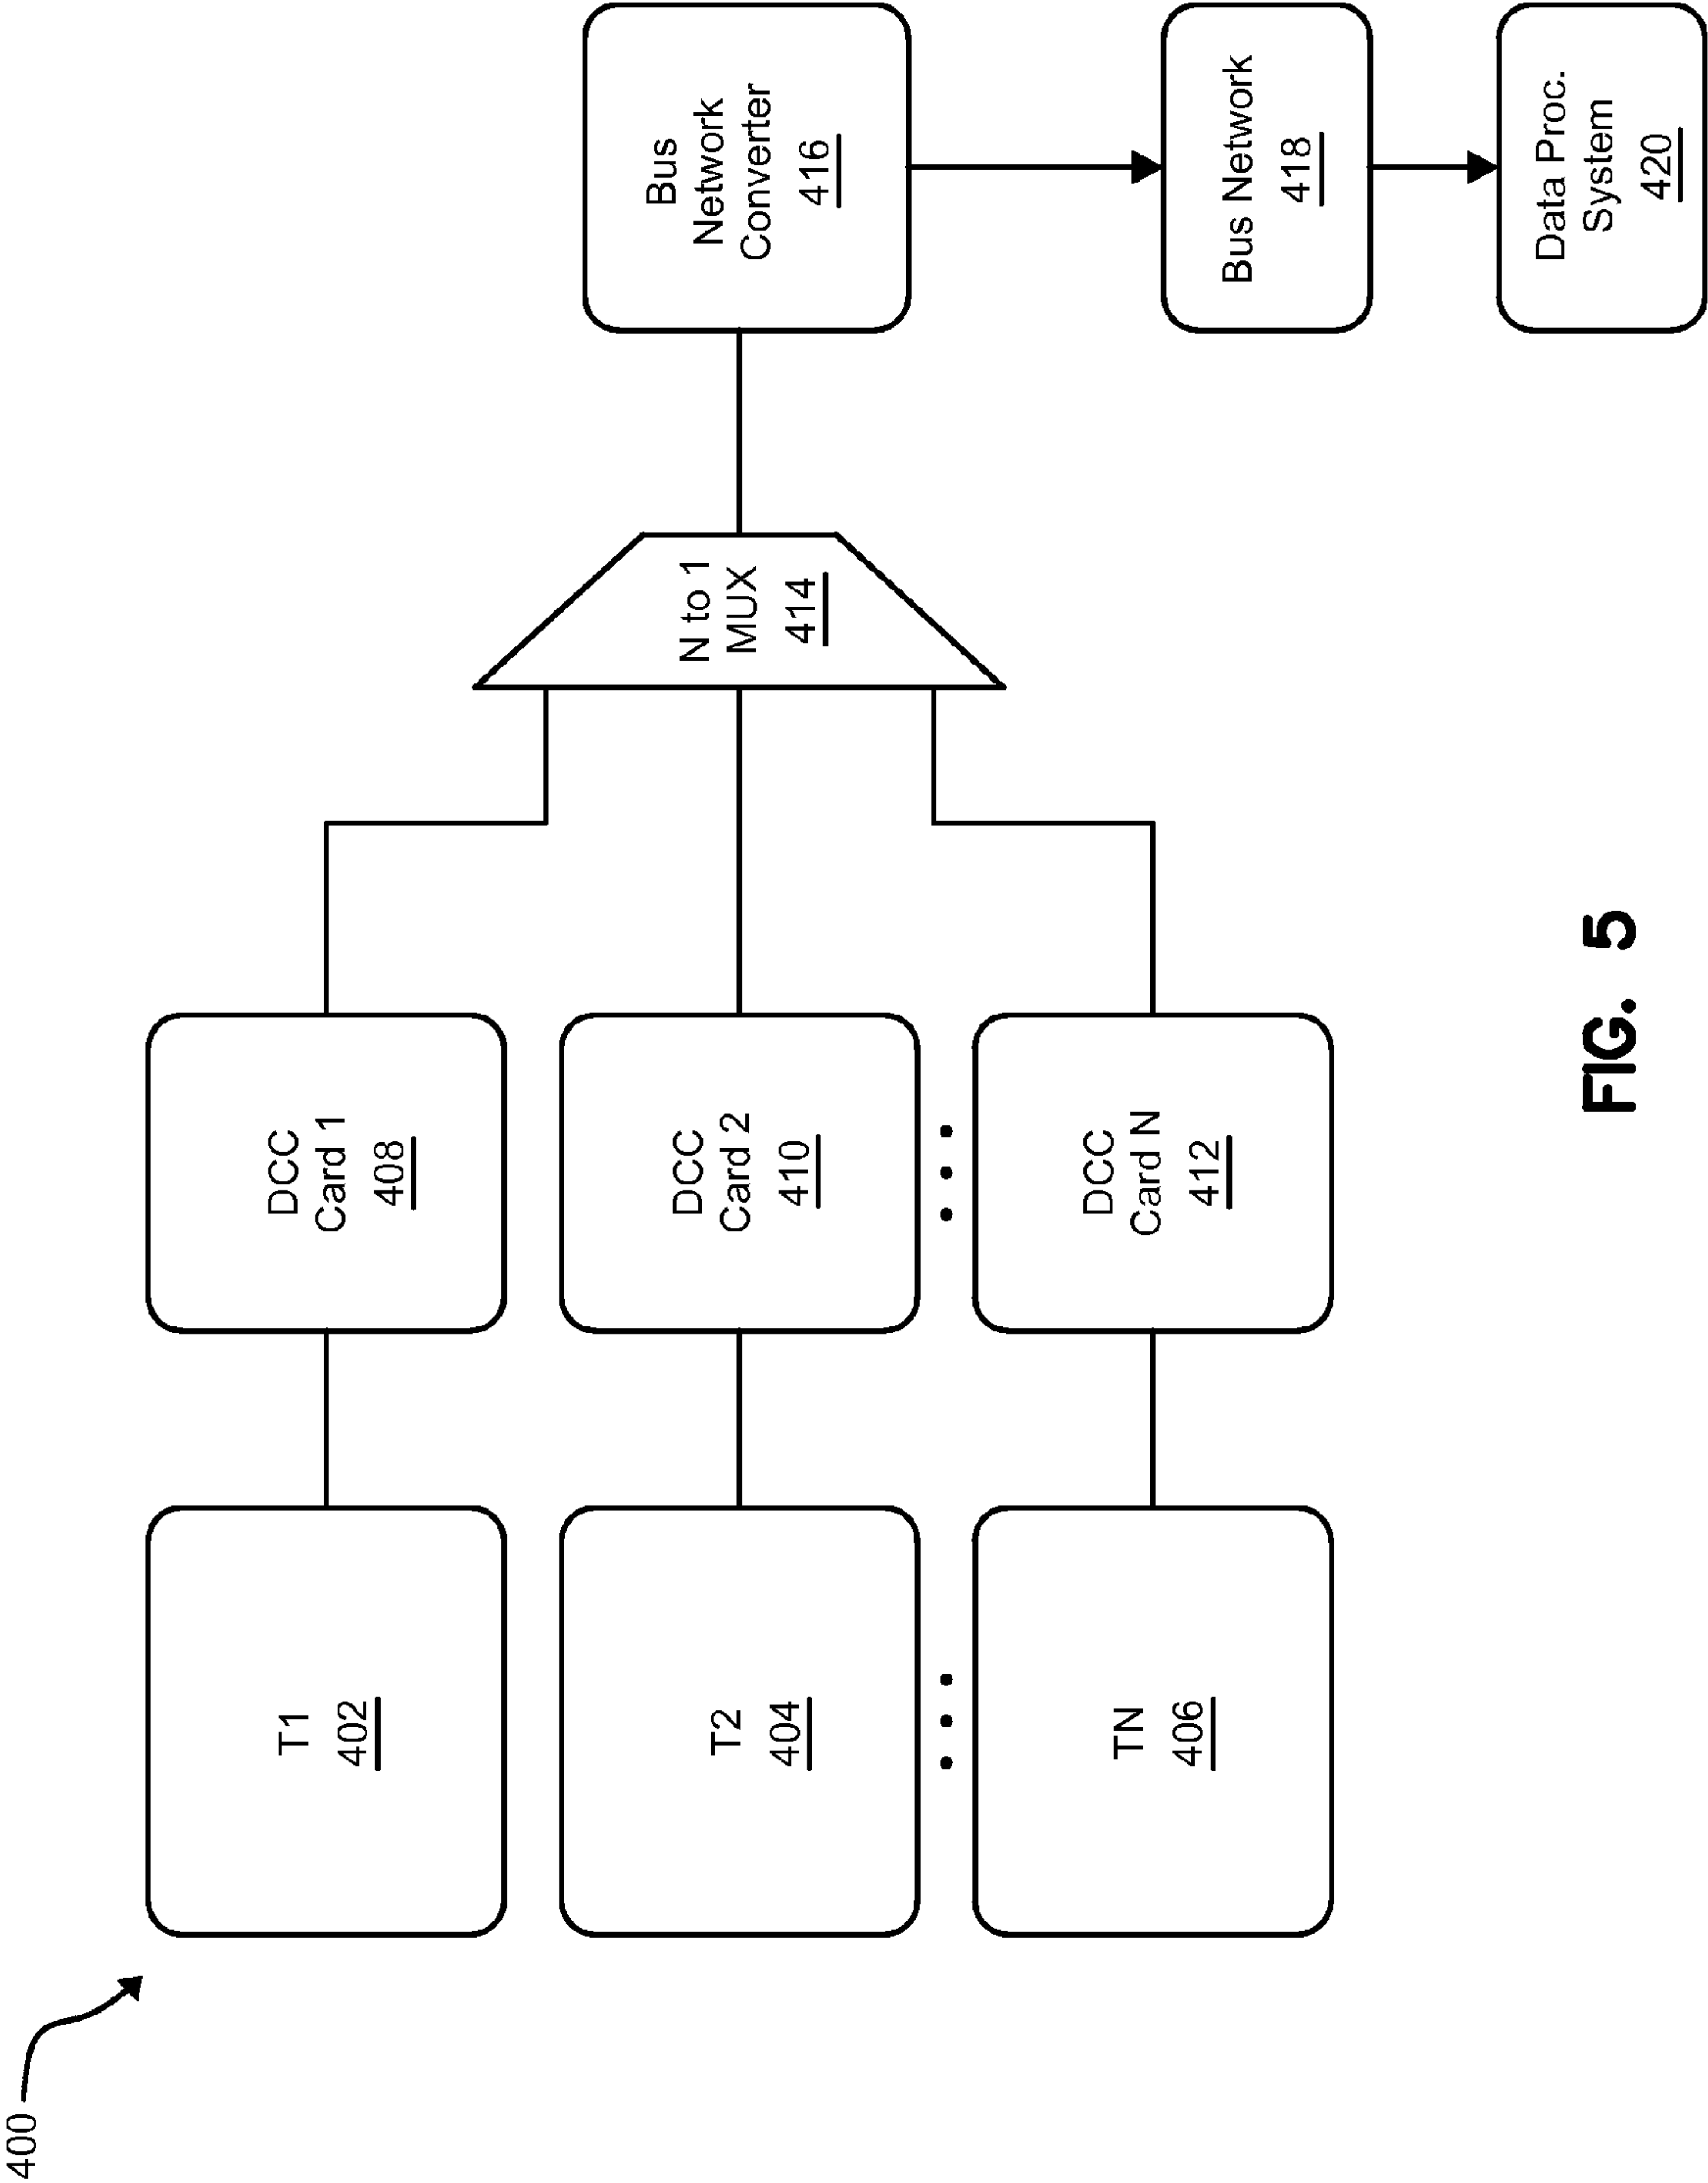 400
T1
402
DCC
Card 1
408
T2
404
DCC
Card 2
410
TN
406
DCC
Card N
412
N to 1
MUX
414
Bus
Network
Converter
416
Bus Network
418
Data Proc.
System
420
FIG. 5